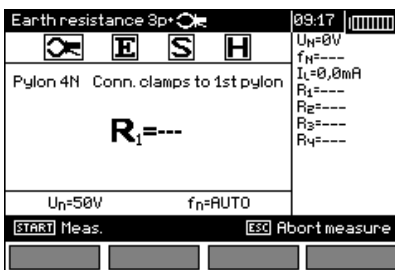 Earth resistance 3p+ 09:17
E S H
Pylon 4N Conn. clamps to 1st pylon
R1=---
Un=50V fn=AUTO
UN=0V
fN=---
IL=0,0mA
R1=---
R2=---
R3=---
R4=---
START Meas. ESC Abort measure